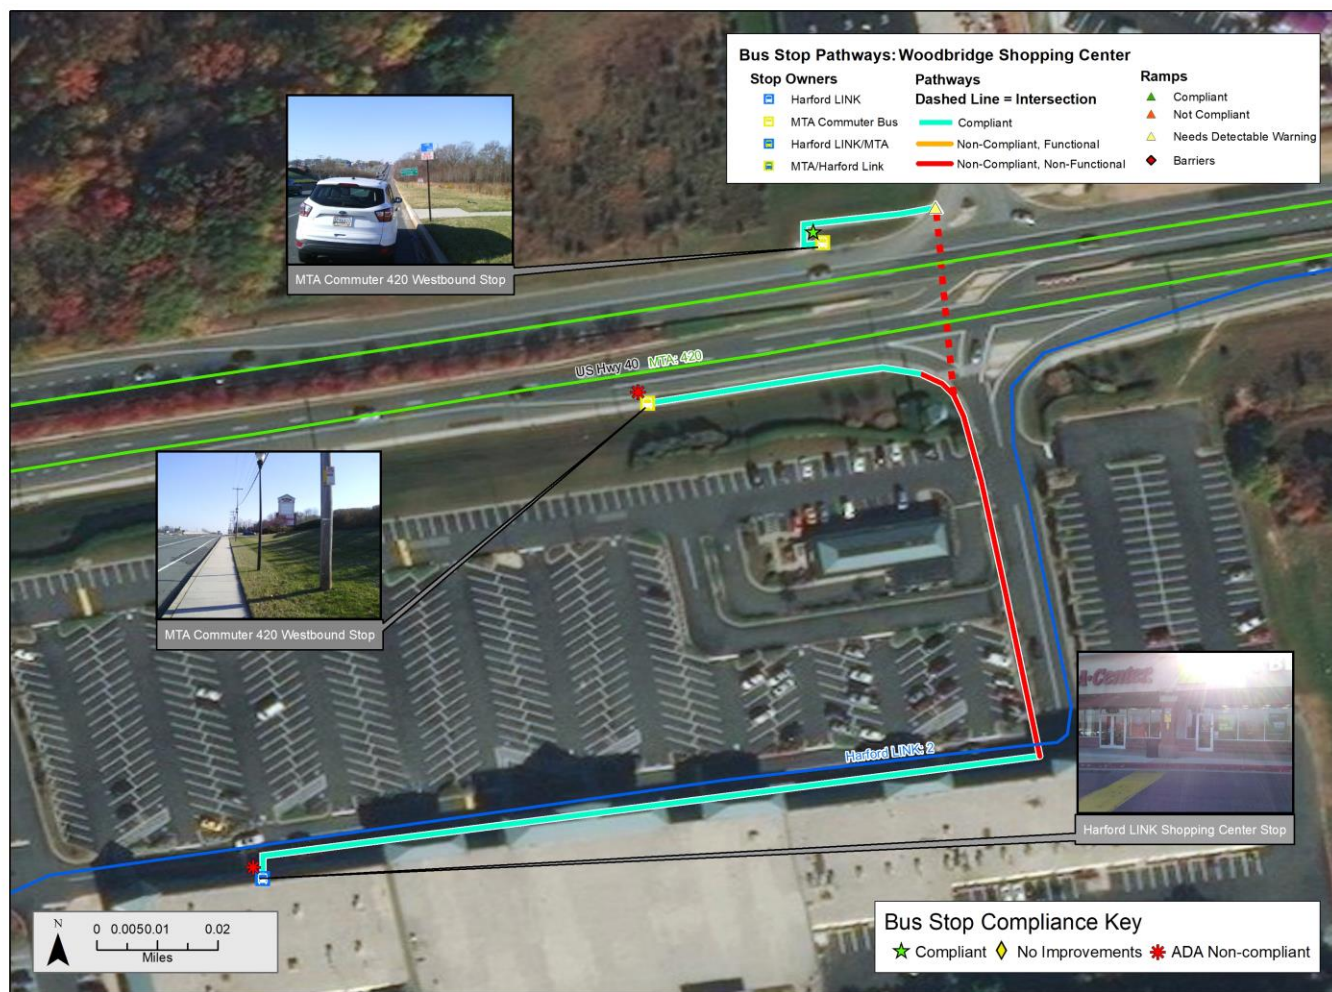 Bus Stop Pathways: Woodbridge Shopping Center
Stop Owners
Harford LINK
MTA Commuter Bus
Harford LINK/MTA
MTA/Harford Link
Pathways
Dashed Line = Intersection
Compliant
Non-Compliant, Functional
Non-Compliant, Non-Functional
Ramps
Compliant
Not Compliant
Needs Detectable Warning
Barriers
MTA Commuter 420 Westbound Stop
US Hwy 40 MTA: 420
MTA Commuter 420 Westbound Stop
A-Center
Harford LINK: 2
Harford LINK Shopping Center Stop
N
0 0.0050.01 0.02
Miles
Bus Stop Compliance Key
Compliant No Improvements ADA Non-compliant